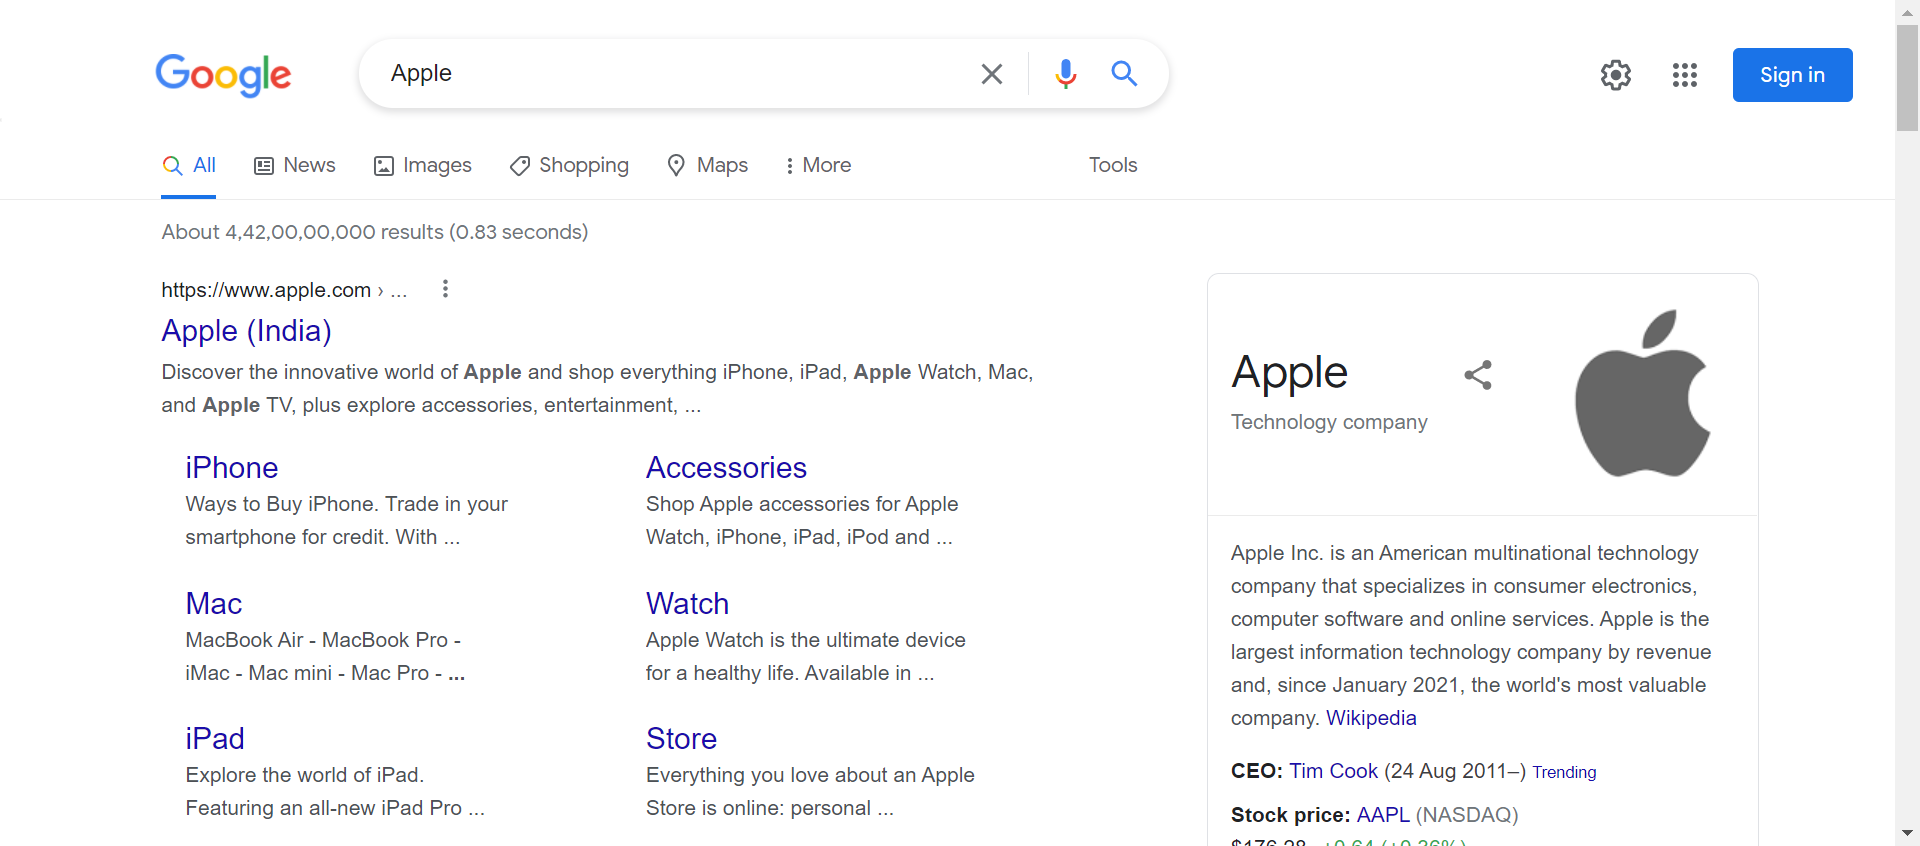 Google
Apple
Sign in
All
News
Images
Shopping
Maps
More
Tools
About 4,42,00,00,000 results (0.83 seconds)
https://www.apple.com › ...
Apple (India)
Discover the innovative world of Apple and shop everything iPhone, iPad, Apple Watch, Mac,
and Apple TV, plus explore accessories, entertainment, ...
iPhone
Ways to Buy iPhone. Trade in your
smartphone for credit. With ...
Accessories
Shop Apple accessories for Apple
Watch, iPhone, iPad, iPod and ...
Mac
MacBook Air - MacBook Pro -
iMac - Mac mini - Mac Pro - ...
Watch
Apple Watch is the ultimate device
for a healthy life. Available in ...
iPad
Explore the world of iPad.
Featuring an all-new iPad Pro ...
Store
Everything you love about an Apple
Store is online: personal ...
Apple
Technology company
Apple Inc. is an American multinational technology
company that specializes in consumer electronics,
computer software and online services. Apple is the
largest information technology company by revenue
and, since January 2021, the world's most valuable
company. Wikipedia
CEO: Tim Cook (24 Aug 2011–) Trending
Stock price: AAPL (NASDAQ)